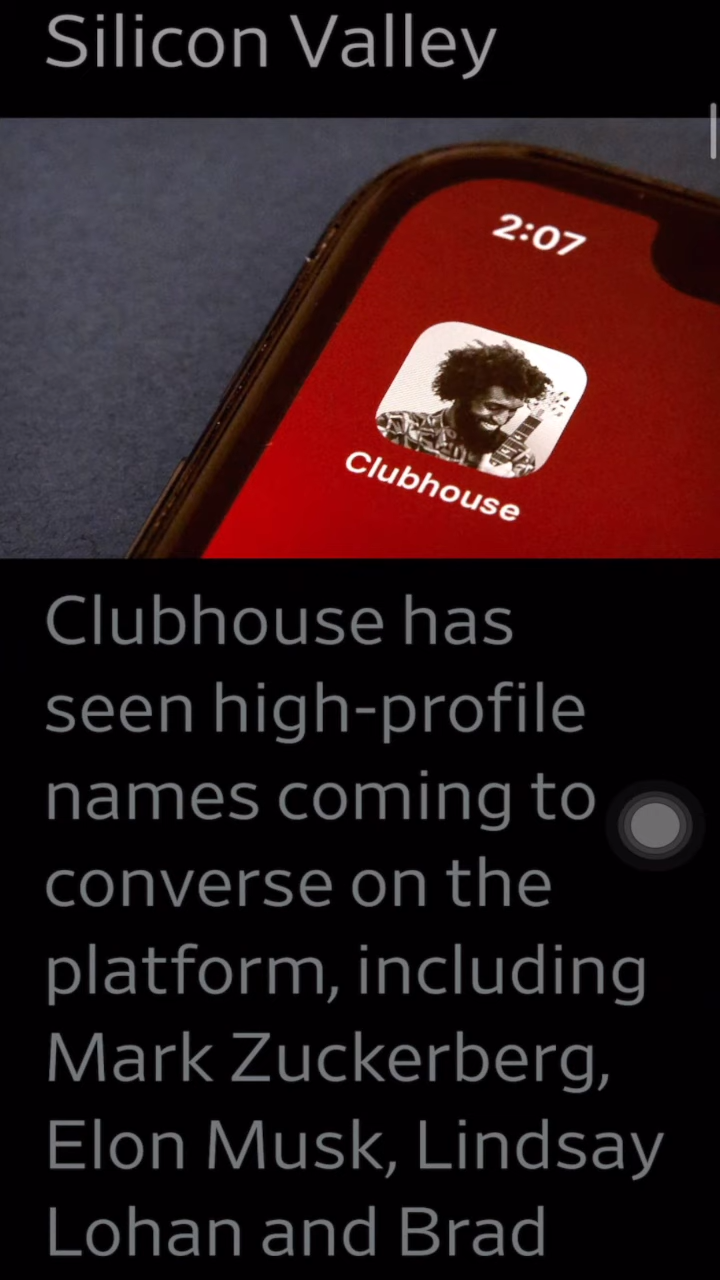 Silicon Valley
2:07
Clubhouse
Clubhouse has
seen high-profile
names coming to
converse on the
platform, including
Mark Zuckerberg,
Elon Musk, Lindsay
Lohan and Brad